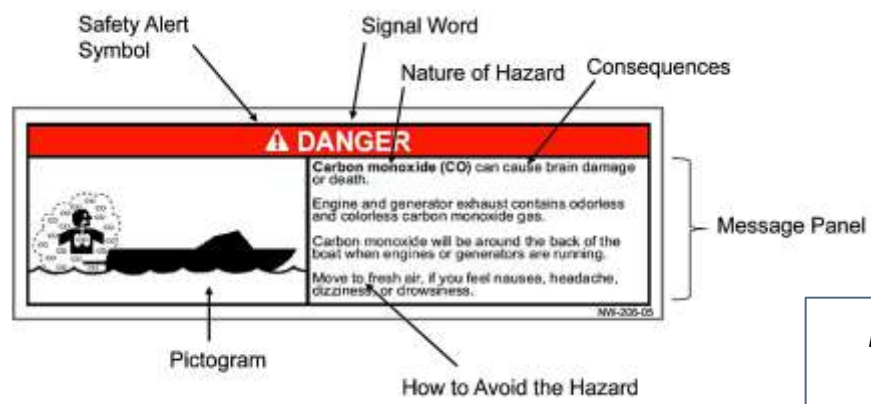 Safety Alert
Symbol
Signal Word
Nature of Hazard
Consequences
DANGER
Carbon monoxide (CO) can cause brain damage
or death.
Engine and generator exhaust contains odorless
and colorless carbon monoxide gas.
Carbon monoxide will be around the back of the
boat when engines or generators are running.
Move to fresh air, if you feel nausea, headache,
dizziness, or drowsiness.
NW-206-05
Message Panel
Pictogram
How to Avoid the Hazard